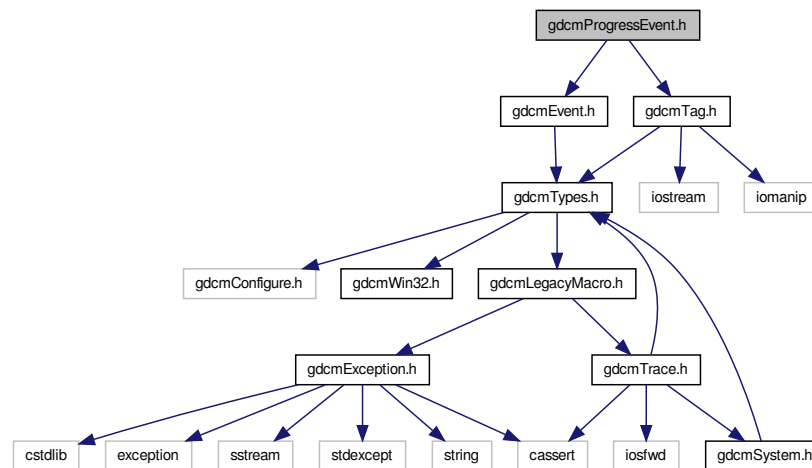 gdcmProgressEvent.h
gdcmEvent.h
gdcmTag.h
gdcmTypes.h
iostream
iomanip
gdcmConfigure.h
gdcmWin32.h
gdcmLegacyMacro.h
gdcmException.h
gdcmTrace.h
cstdlib
exception
sstream
stdexcept
string
cassert
iosfwd
gdcmSystem.h